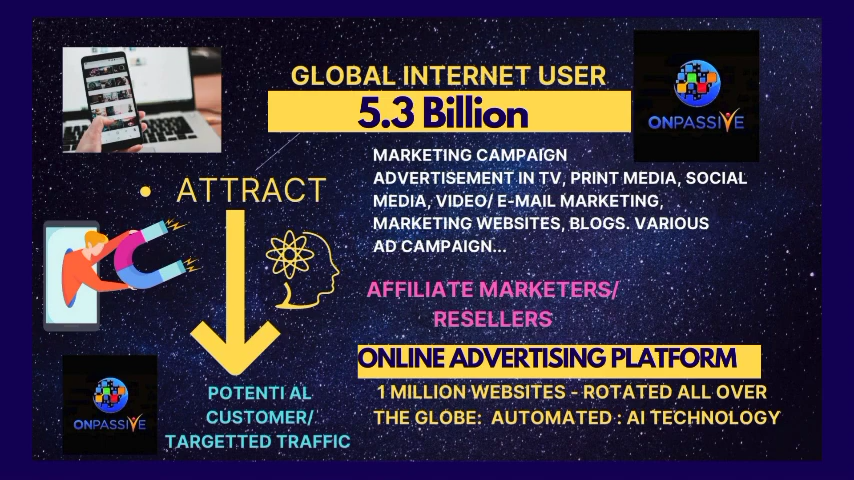 GLOBAL INTERNET USER
5.3 Billion
ONPASSIVE
MARKETING CAMPAIGN
ADVERTISEMENT IN TV, PRINT MEDIA, SOCIAL
MEDIA, VIDEO/ E-MAIL MARKETING,
MARKETING WEBSITES, BLOGS. VARIOUS
AD CAMPAIGN...
• ATTRACT
AFFILIATE MARKETERS/
RESELLERS
ONLINE ADVERTISING PLATFORM
1 MILLION WEBSITES - ROTATED ALL OVER
THE GLOBE: AUTOMATED : AI TECHNOLOGY
POTENTI AL
CUSTOMER/
TARGETTED TRAFFIC
ONPASSIVE